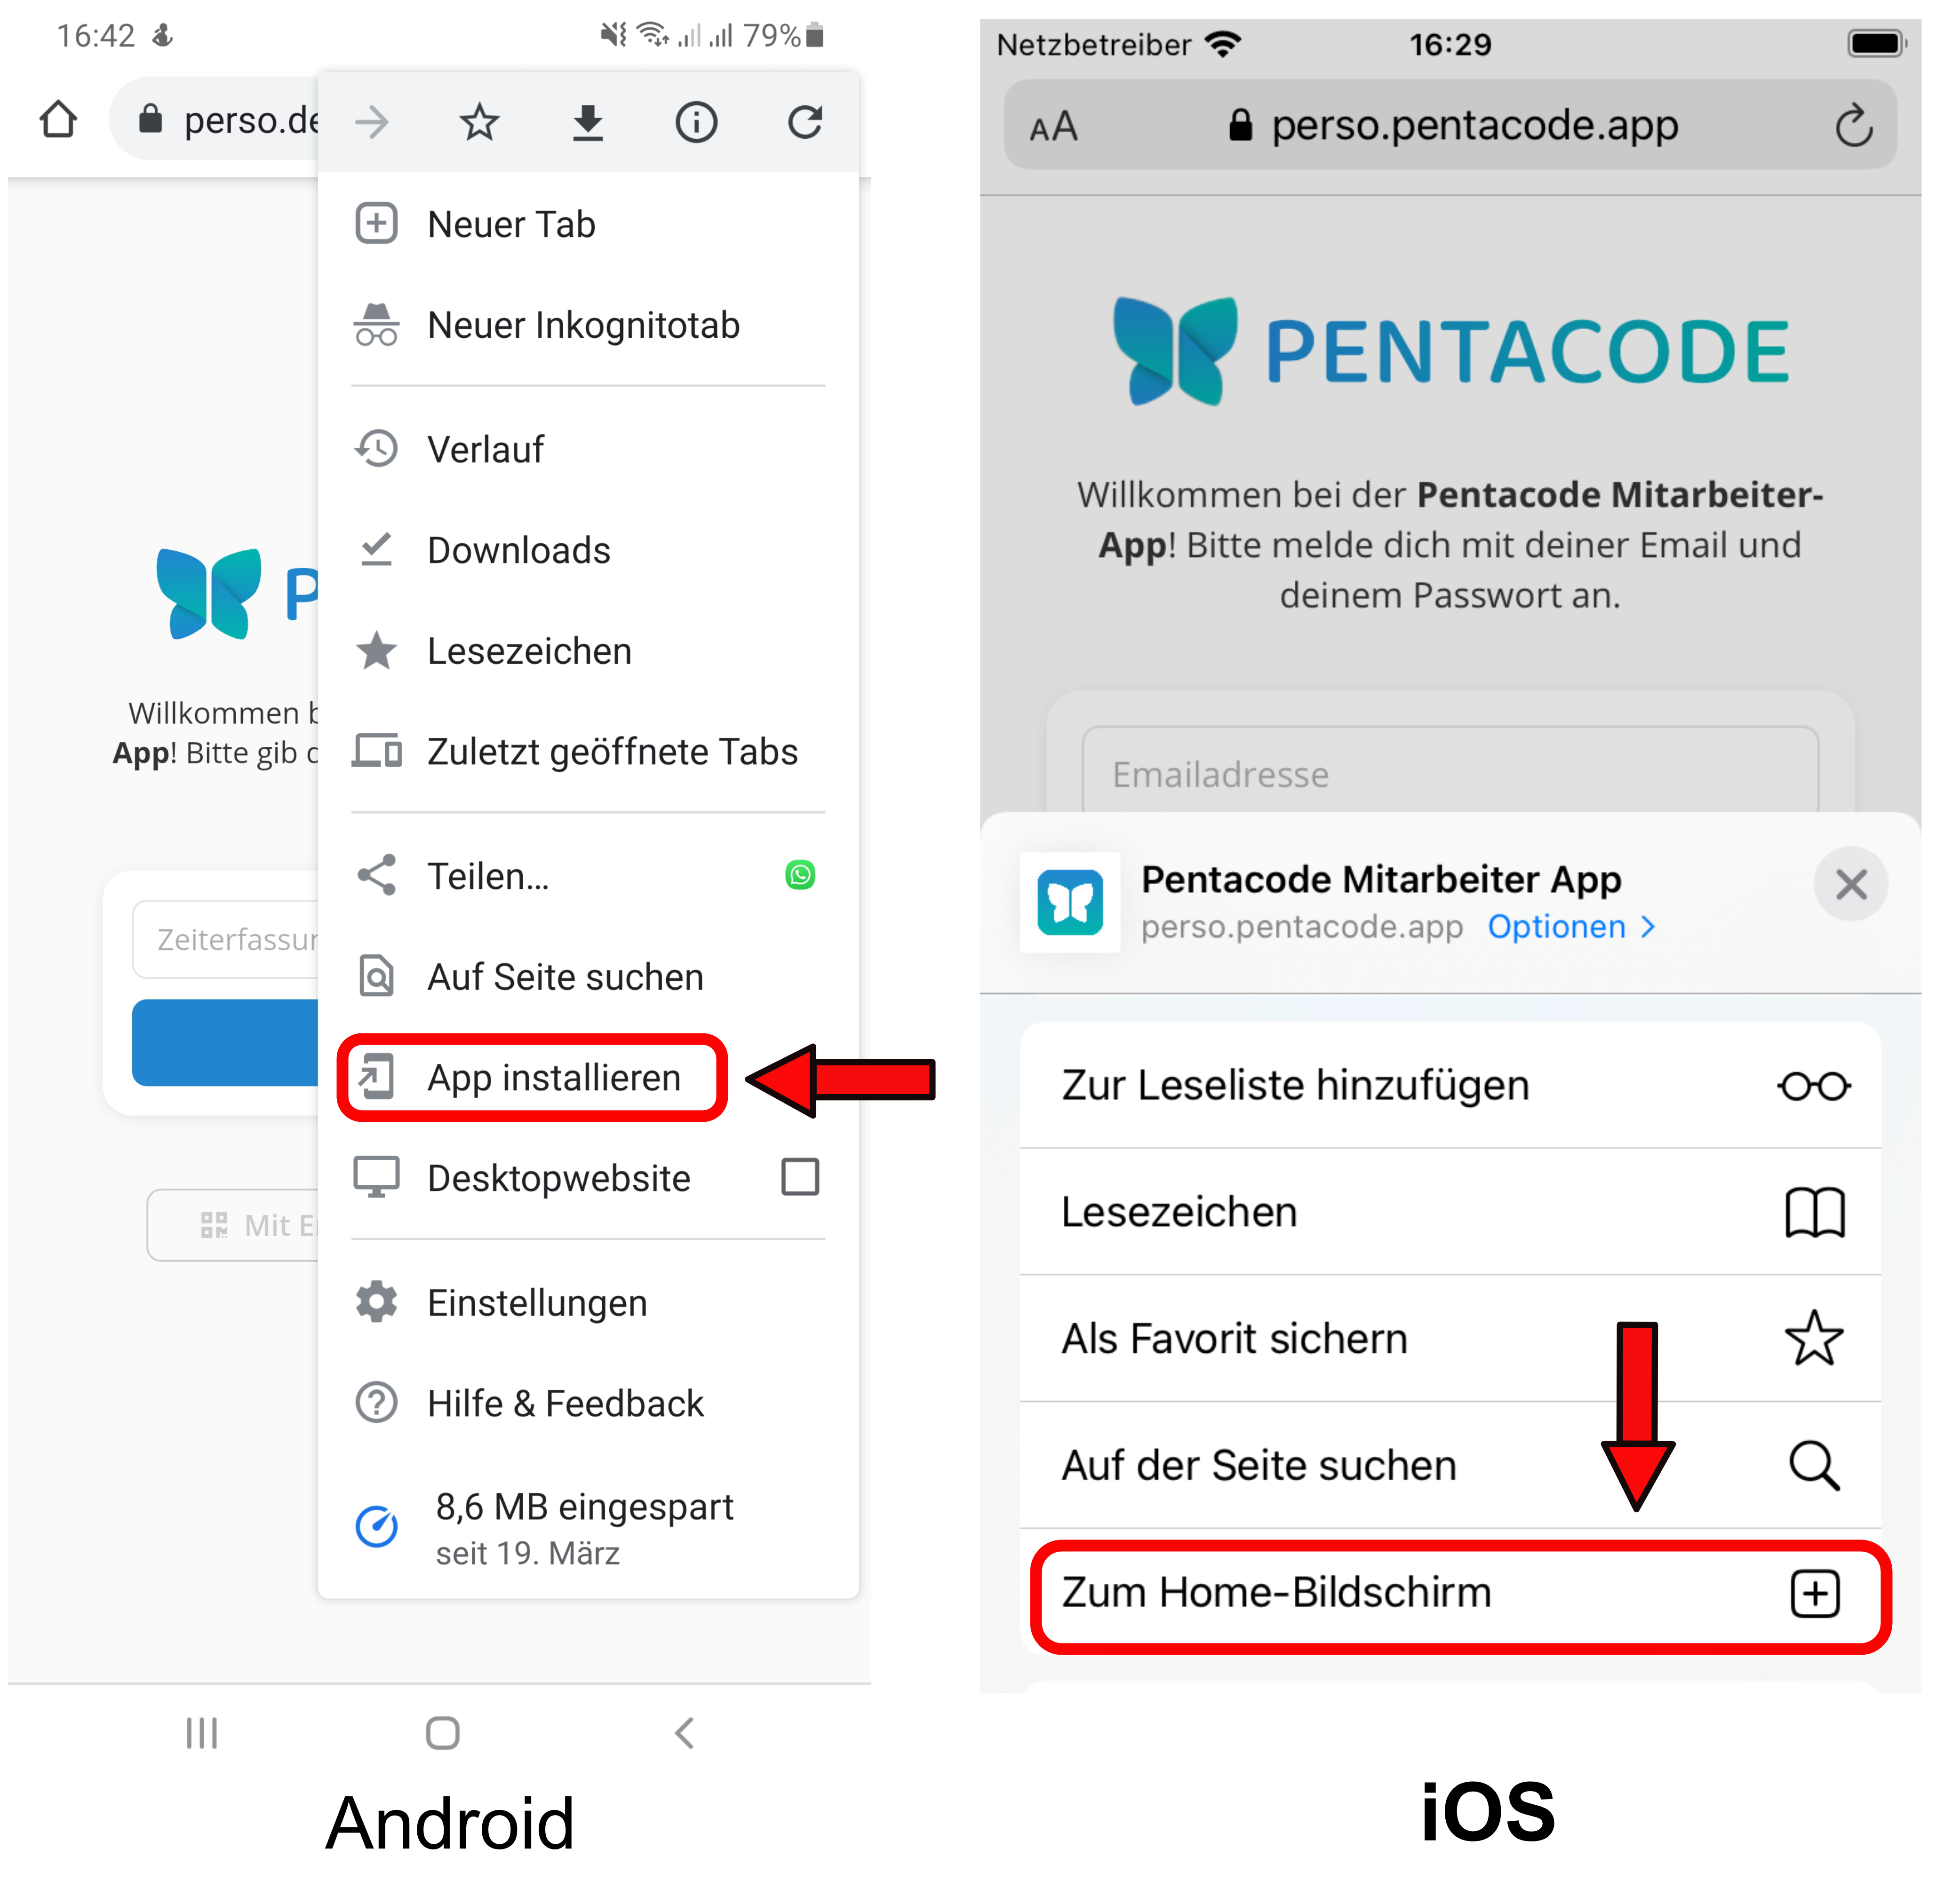 16:42
79%
perso.de
Neuer Tab
Neuer Inkognitotab
Verlauf
Downloads
Lesezeichen
Zuletzt geöffnete Tabs
Teilen...
Auf Seite suchen
App installieren
Desktopwebsite
Einstellungen
Hilfe & Feedback
8,6 MB eingespart
seit 19. März
P
Willkommen b
App! Bitte gib d
Zeiterfassur
Mit E
Android
Netzbetreiber
16:29
AA
perso.pentacode.app
PENTACODE
Willkommen bei der Pentacode Mitarbeiter-
App! Bitte melde dich mit deiner Email und
deinem Passwort an.
Emailadresse
Pentacode Mitarbeiter App
perso.pentacode.app Optionen >
Zur Leseliste hinzufügen
Lesezeichen
Als Favorit sichern
Auf der Seite suchen
Zum Home-Bildschirm
iOS